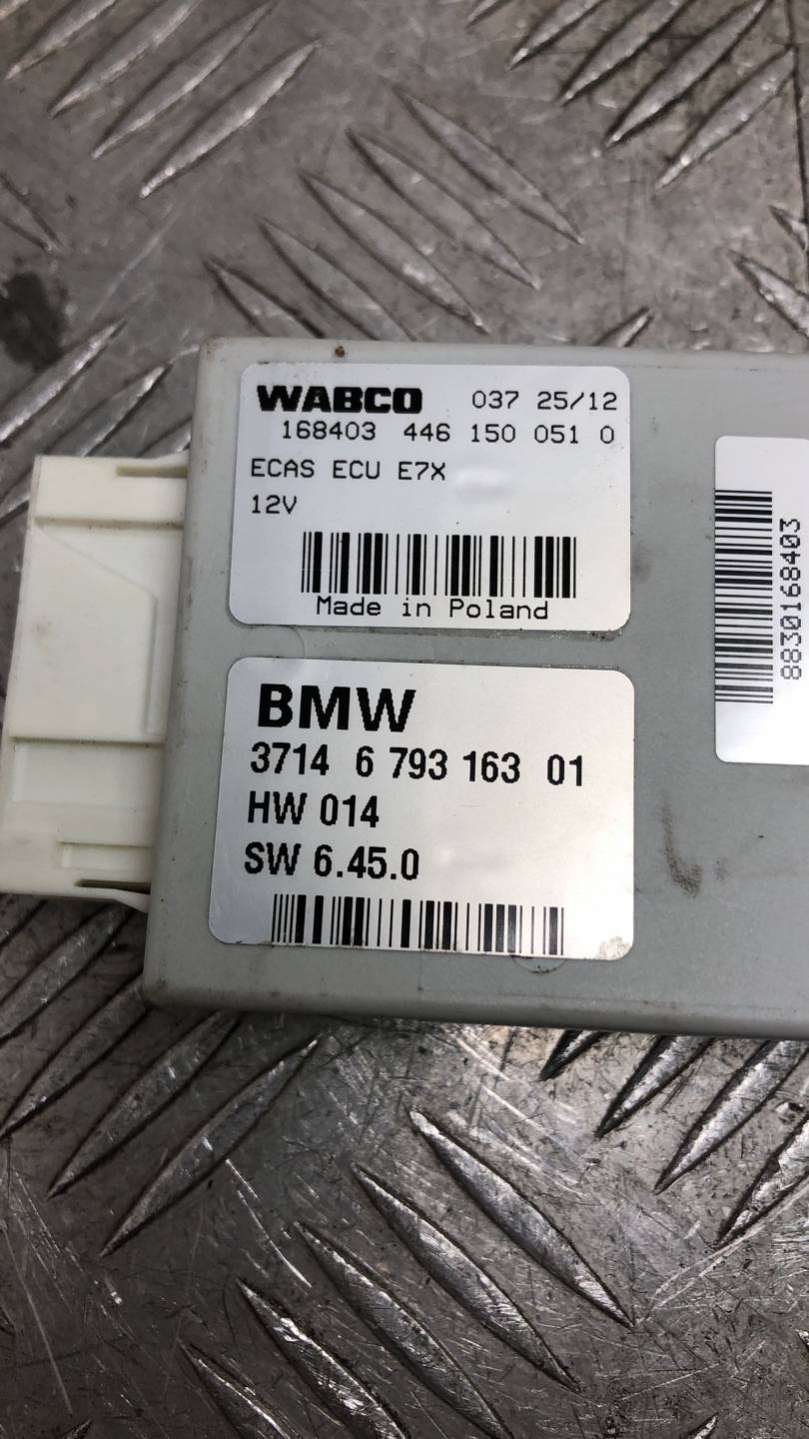 WABCO 037 25/12
168403 446 150 051 0
ECAS ECU E7X
12V
Made in Poland
BMW
3714 6 793 163 01
HW 014
SW 6.45.0
8830168403